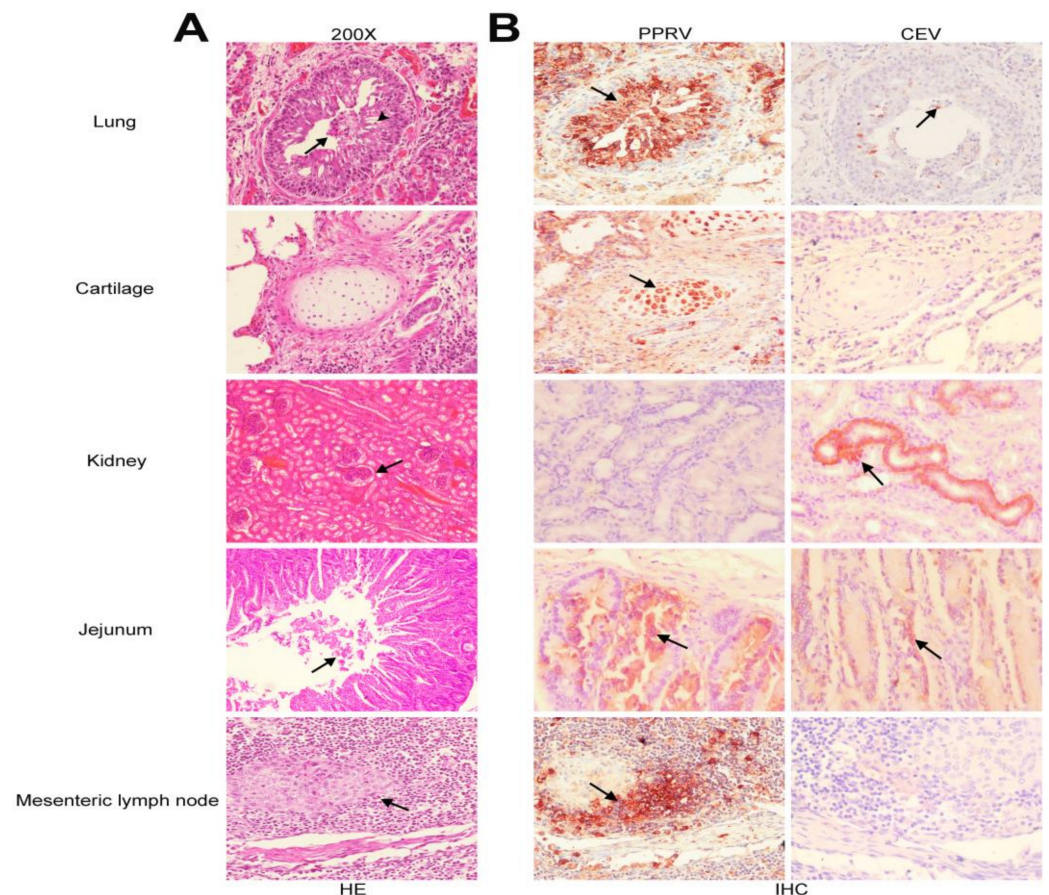 A
200X
B
PPRV
CEV
Lung
Cartilage
Kidney
Jejunum
Mesenteric lymph node
HE
IHC